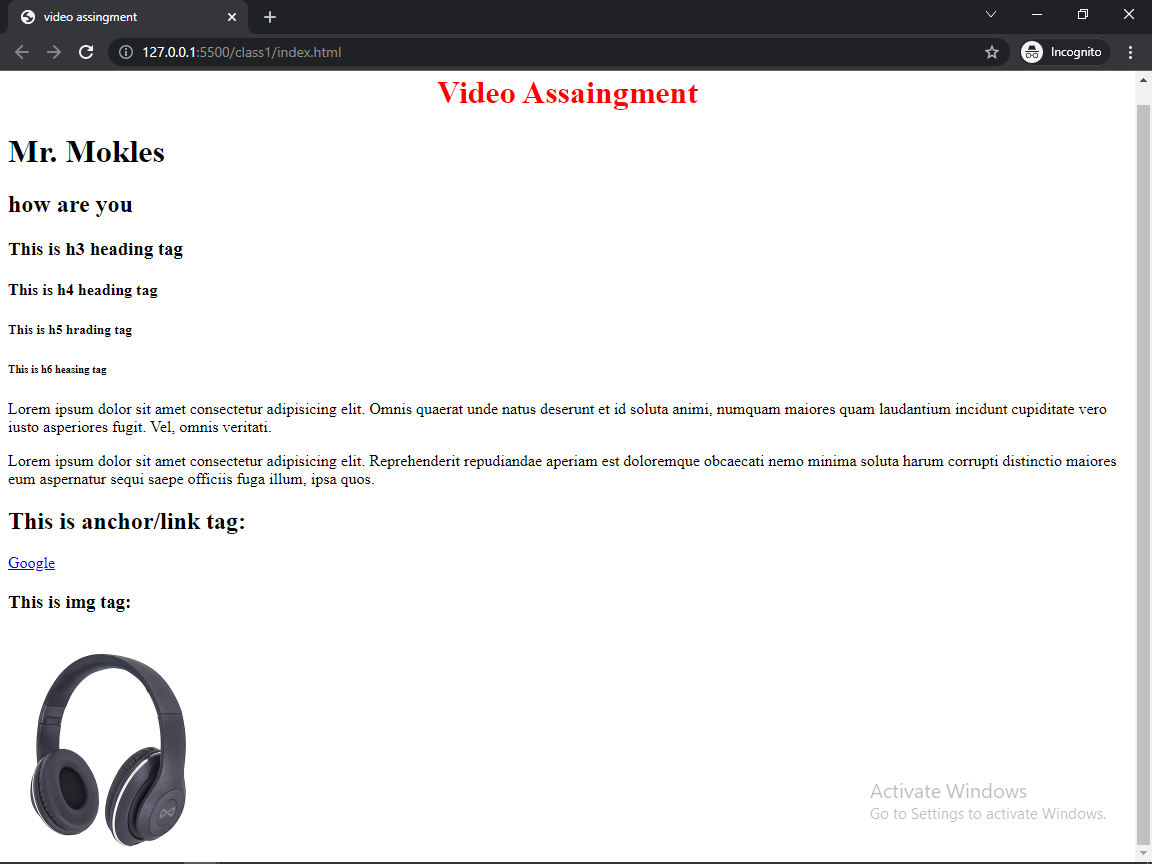 video assingment
127.0.0.1:5500/class1/index.html
Incognito
Video Assaingment
Mr. Mokles
how are you
This is h3 heading tag
This is h4 heading tag
This is h5 hrading tag
This is h6 heasing tag
Lorem ipsum dolor sit amet consectetur adipisicing elit. Omnis quaerat unde natus deserunt et id soluta animi, numquam maiores quam laudantium incidunt cupiditate vero
iusto asperiores fugit. Vel, omnis veritati.
Lorem ipsum dolor sit amet consectetur adipisicing elit. Reprehenderit repudiandae aperiam est doloremque obcaecati nemo minima soluta harum corrupti distinctio maiores
eum aspernatur sequi saepe officiis fuga illum, ipsa quos.
This is anchor/link tag:
Google
This is img tag:
Activate Windows
Go to Settings to activate Windows.